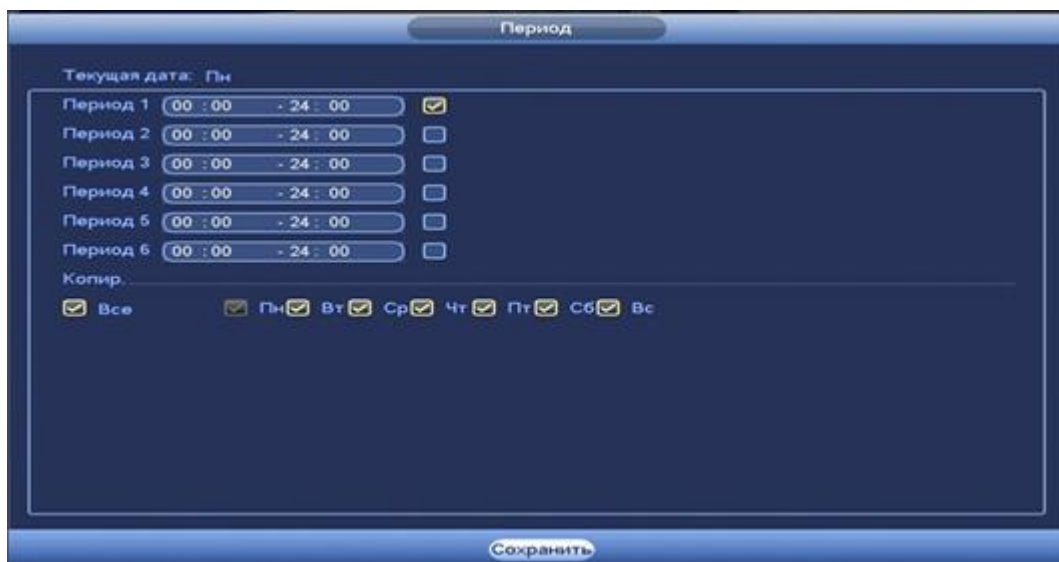 Период
Текущая дата: Пн
Период 1 00 : 00 - 24 : 00
Период 2 00 : 00 - 24 : 00
Период 3 00 : 00 - 24 : 00
Период 4 00 : 00 - 24 : 00
Период 5 00 : 00 - 24 : 00
Период 6 00 : 00 - 24 : 00
Копир.
Все Пн Вт Ср Чт Пт Сб Вс
Сохранить